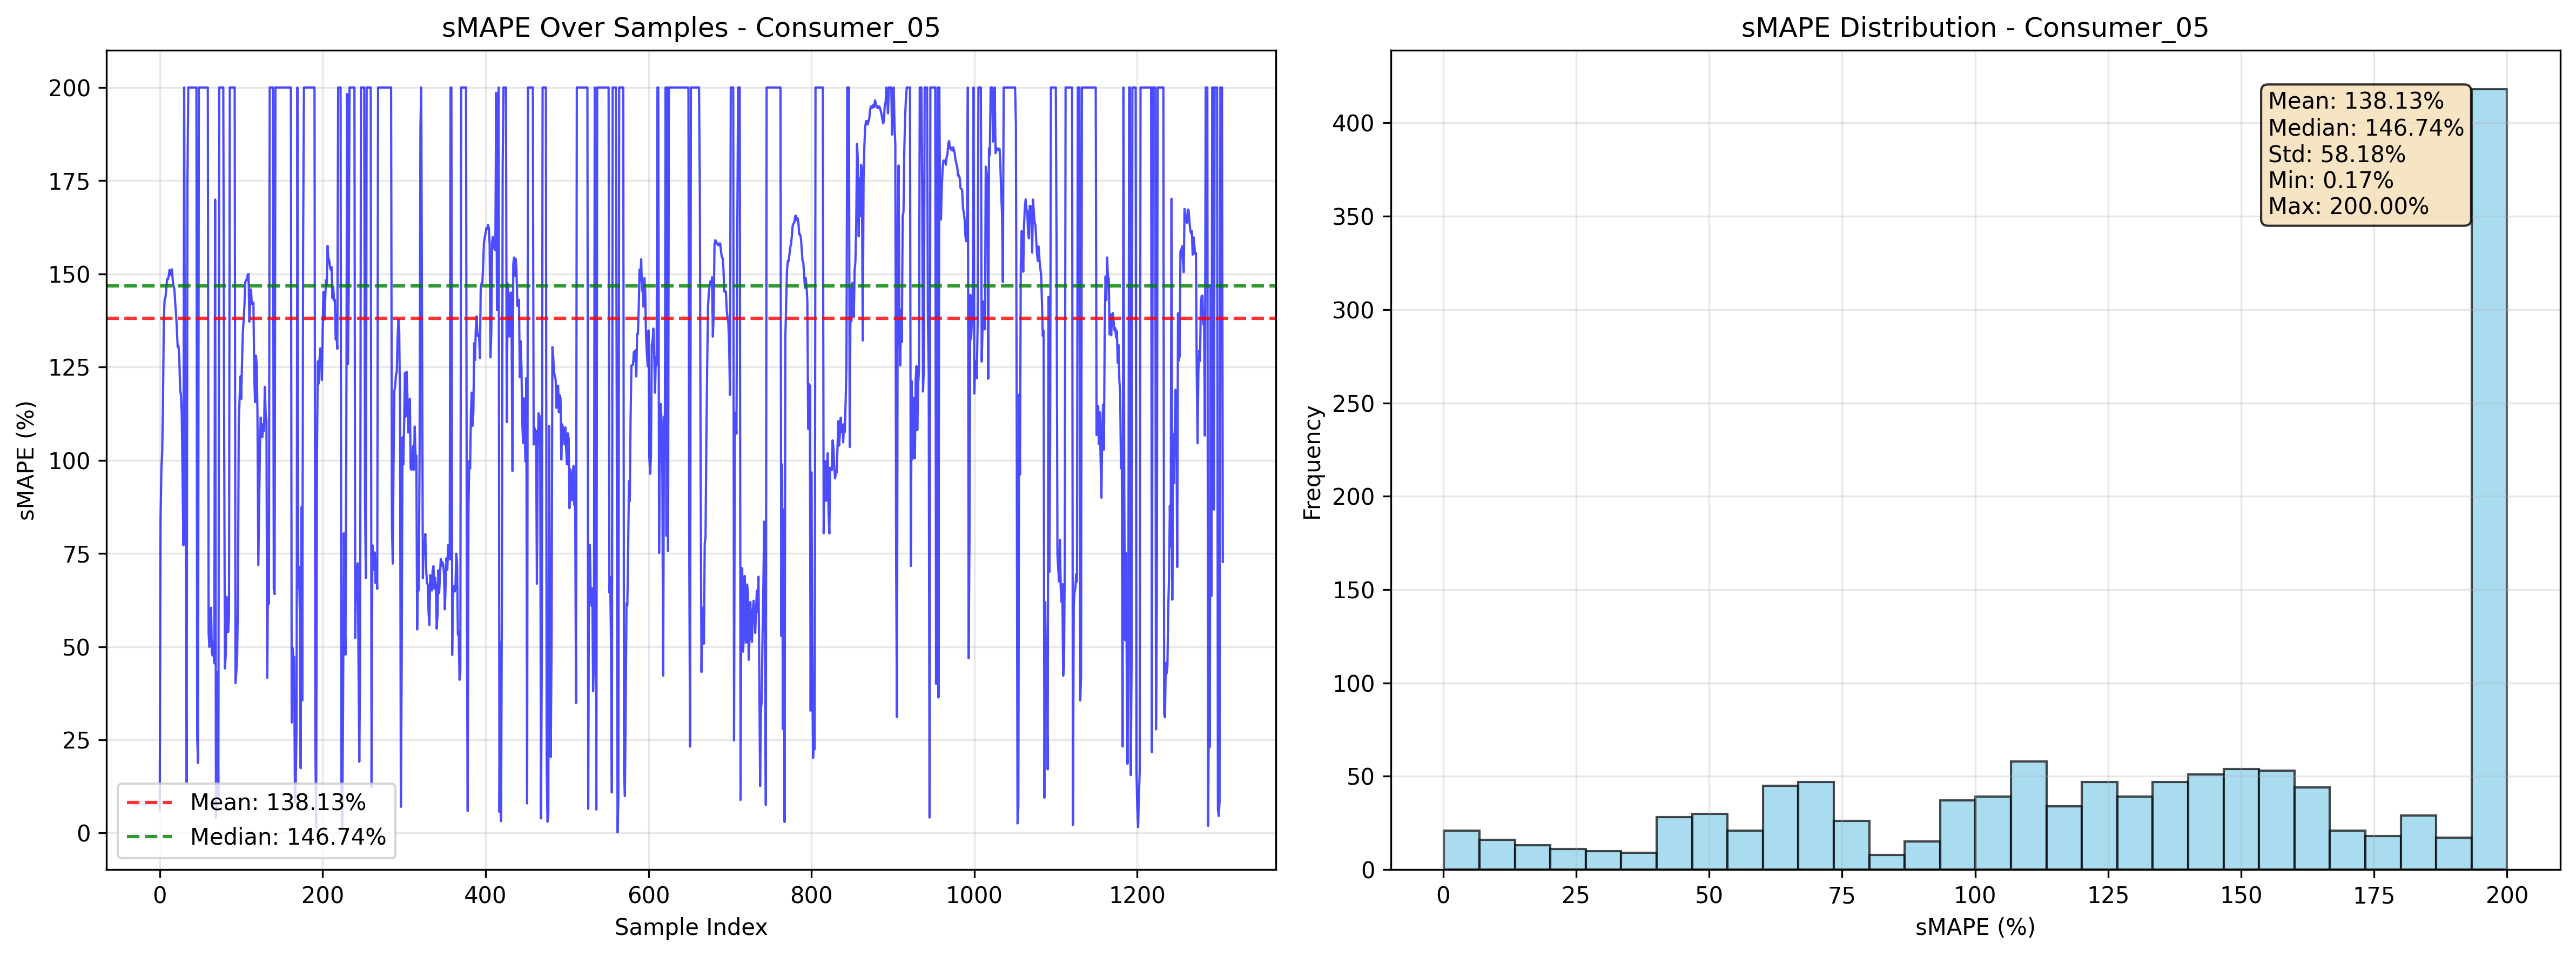 sMAPE Over Samples - Consumer_05
sMAPE (%)
200
175
150
125
100
75
50
25
0
Mean: 138.13%
Median: 146.74%
0
200
400
600
800
1000
1200
Sample Index
sMAPE Distribution - Consumer_05
Frequency
400
350
300
250
200
150
100
50
0
Mean: 138.13%
Median: 146.74%
Std: 58.18%
Min: 0.17%
Max: 200.00%
0
25
50
75
100
125
150
175
200
sMAPE (%)